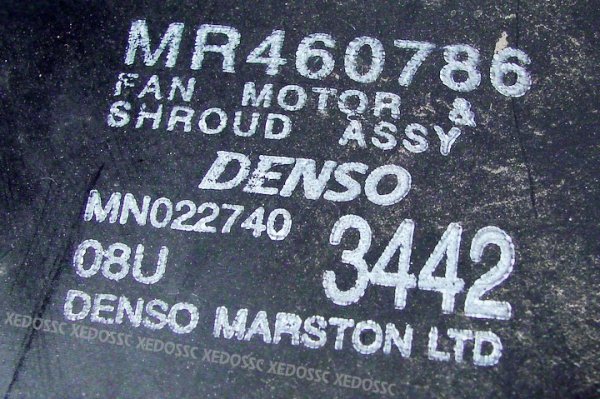 MR460786
FAN MOTOR &
SHROUD ASSY
DENSO
MN022740
3442
08U
DENSO MARSTON LTD
XEDOSSC XEDOSSC XEDOSSC XEDOSSC XEDOSSC XEDOSSC